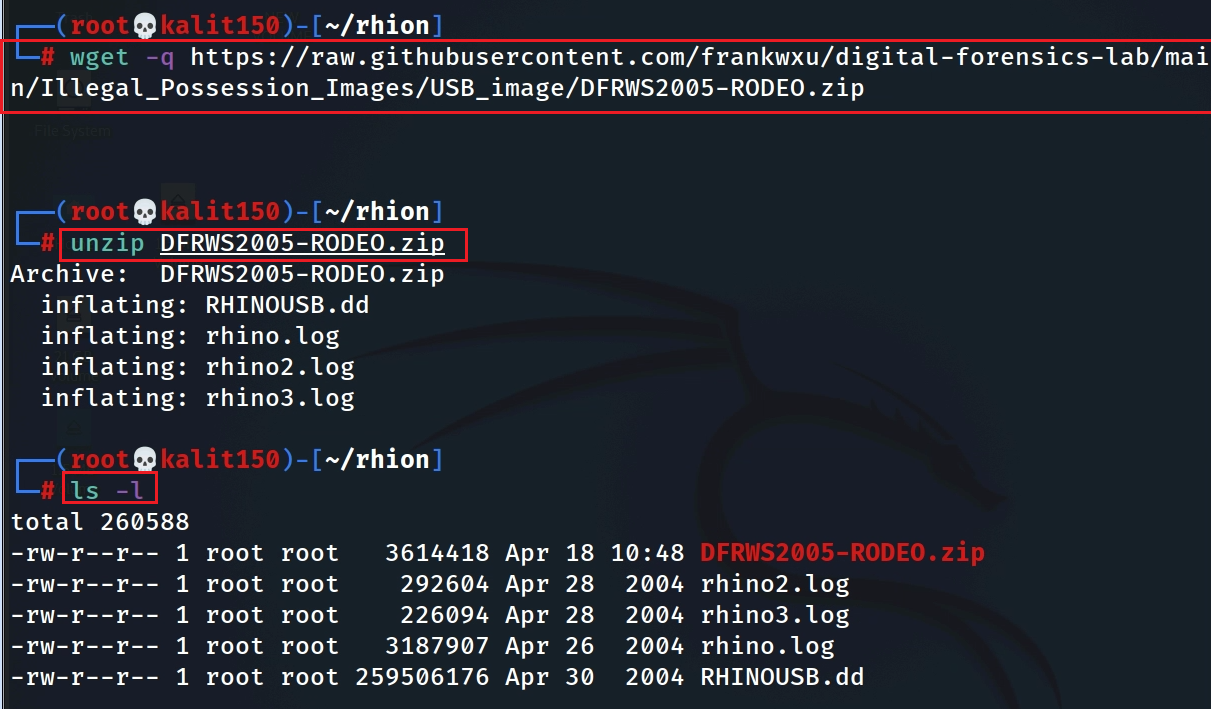 (root💀kalit150)-[~/rhion]
# wget -q https://raw.githubusercontent.com/frankwxu/digital-forensics-lab/mai
n/Illegal_Possession_Images/USB_image/DFRWS2005-RODEO.zip
File System
(root💀kalit150)-[~/rhion]
# unzip DFRWS2005-RODEO.zip
Archive:  DFRWS2005-RODEO.zip
  inflating: RHINOUSB.dd
  inflating: rhino.log
  inflating: rhino2.log
  inflating: rhino3.log
(root💀kalit150)-[~/rhion]
# ls -l
total 260588
-rw-r--r-- 1 root root   3614418 Apr 18 10:48 DFRWS2005-RODEO.zip
-rw-r--r-- 1 root root    292604 Apr 28  2004 rhino2.log
-rw-r--r-- 1 root root    226094 Apr 28  2004 rhino3.log
-rw-r--r-- 1 root root   3187907 Apr 26  2004 rhino.log
-rw-r--r-- 1 root root 259506176 Apr 30  2004 RHINOUSB.dd